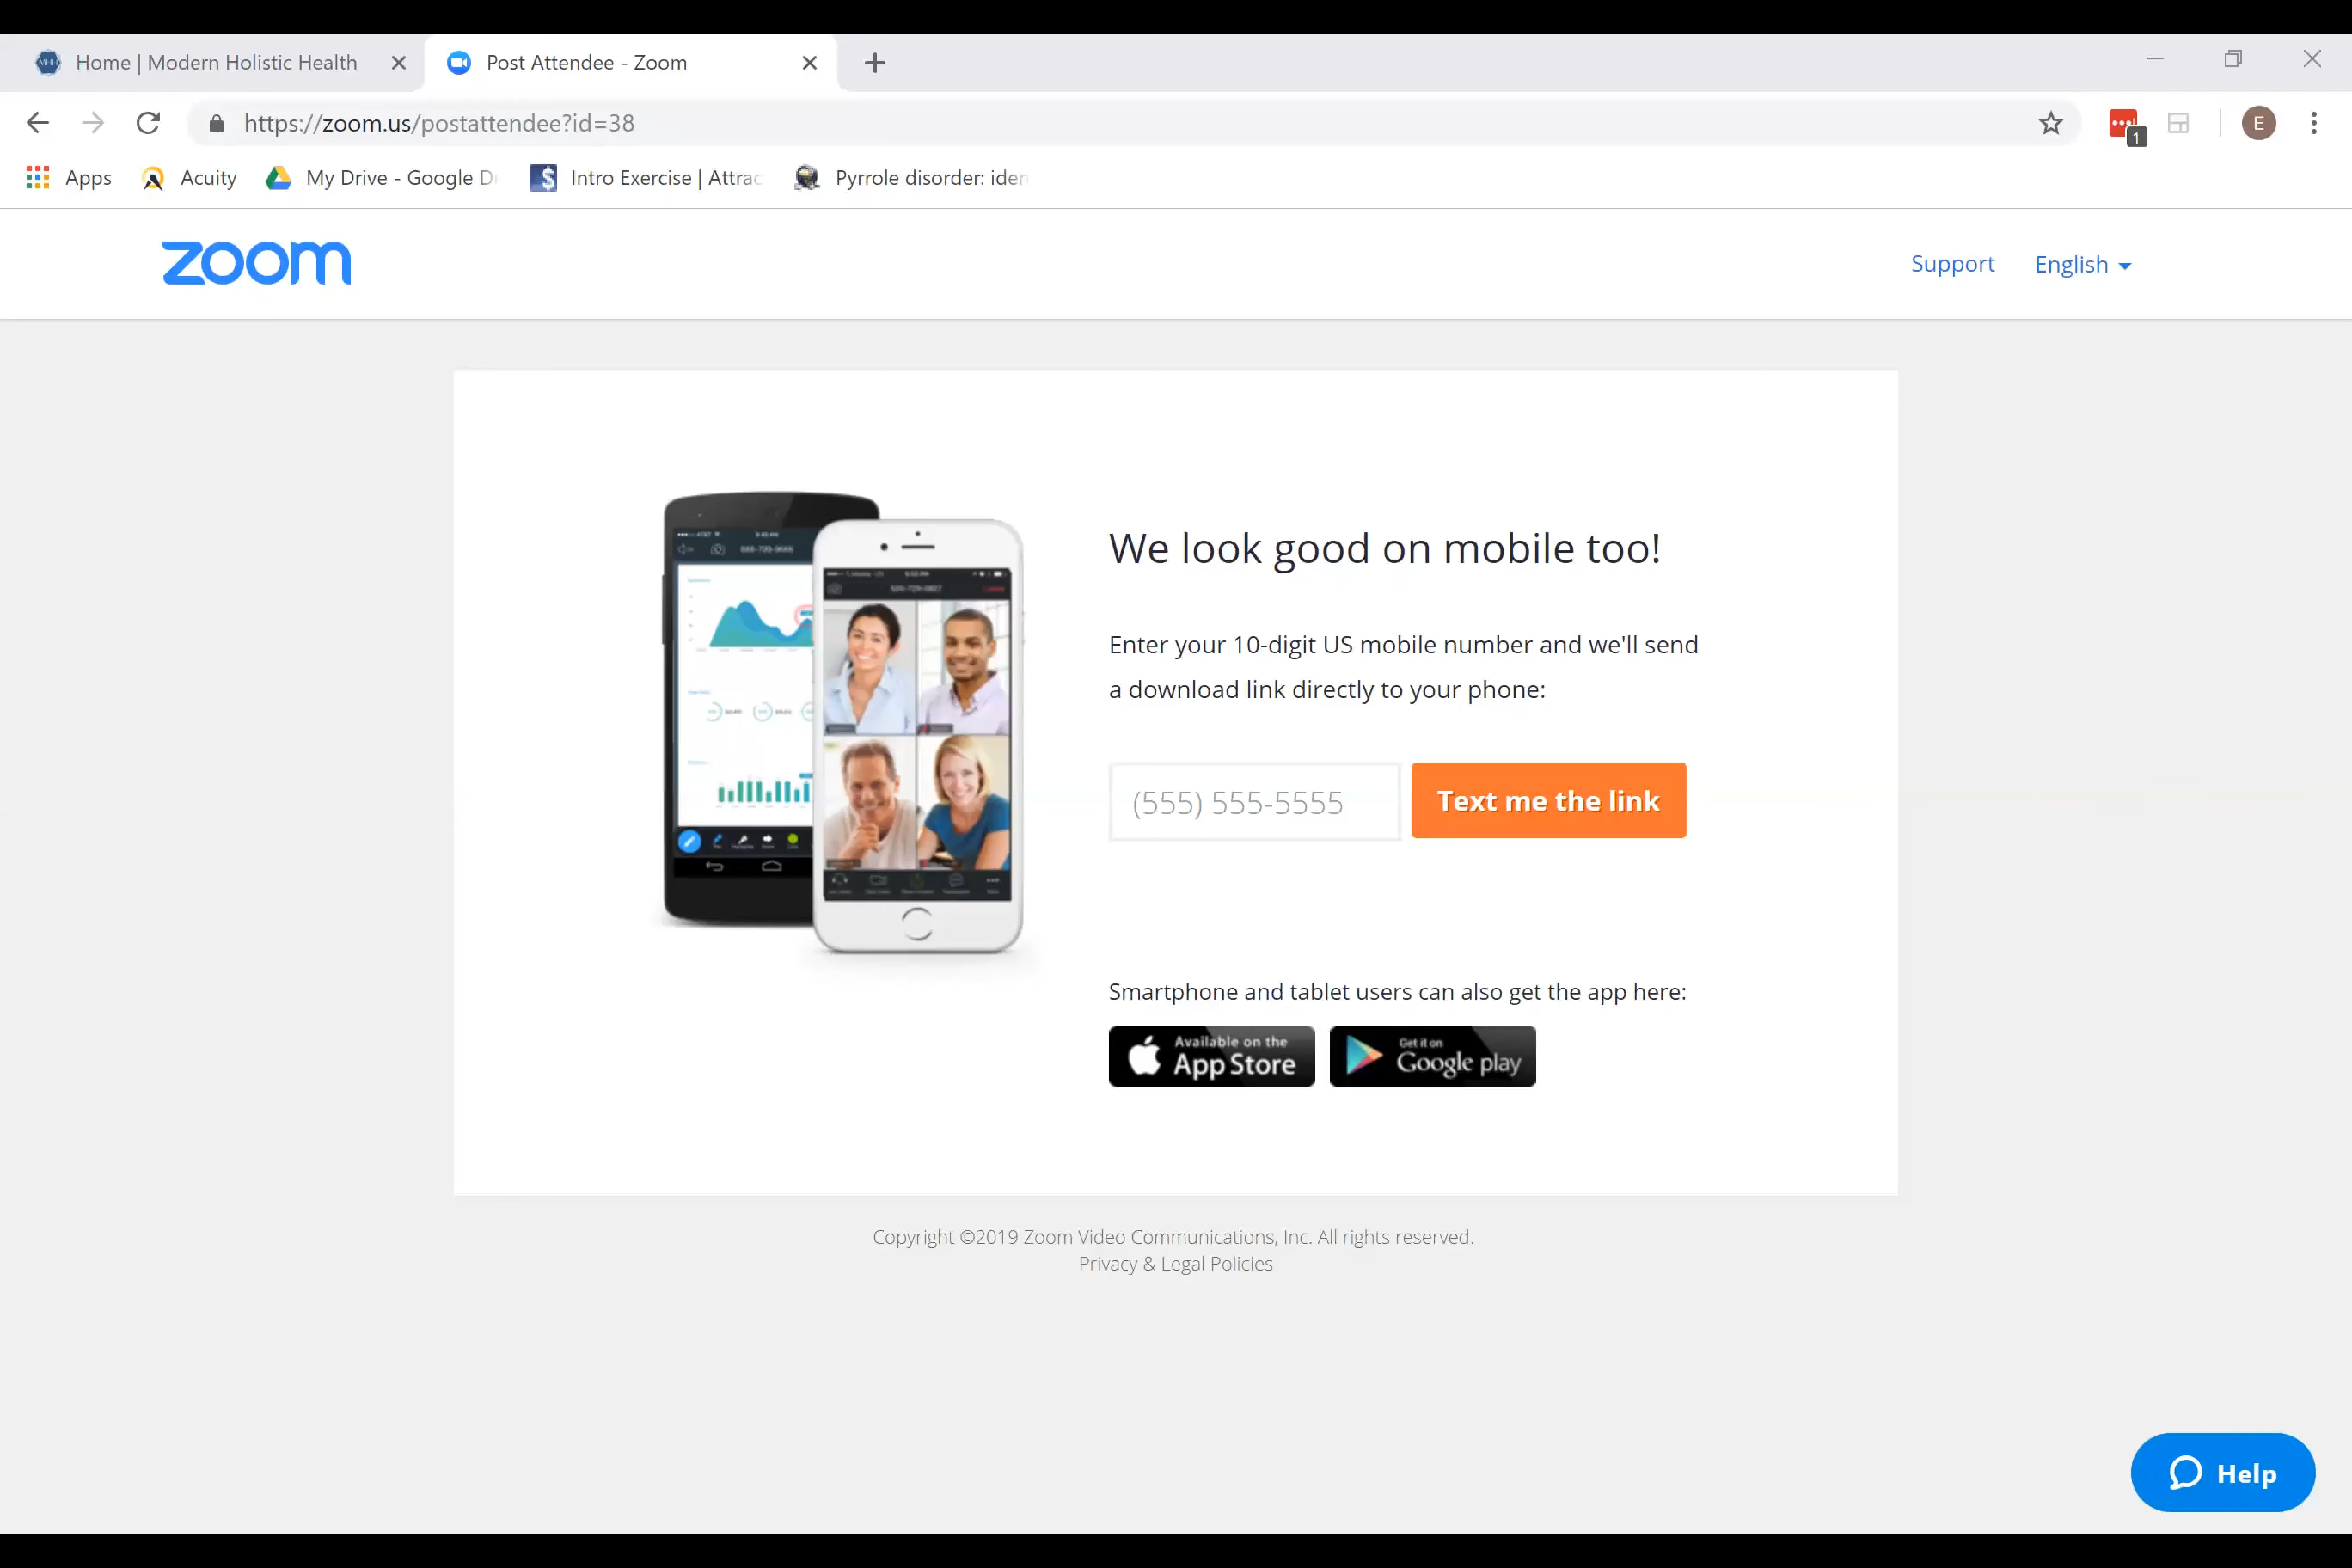 Home | Modern Holistic Health
Post Attendee - Zoom
https://zoom.us/postattendee?id=38
1
E
Apps
Acuity
My Drive - Google D
Intro Exercise | Attrac
Pyrrole disorder: iden
zoom
Support
English
We look good on mobile too!
Enter your 10-digit US mobile number and we'll send
a download link directly to your phone:
(555) 555-5555
Text me the link
Smartphone and tablet users can also get the app here:
Available on the
App Store
Get it on
Google play
Copyright ©2019 Zoom Video Communications, Inc. All rights reserved.
Privacy & Legal Policies
Help